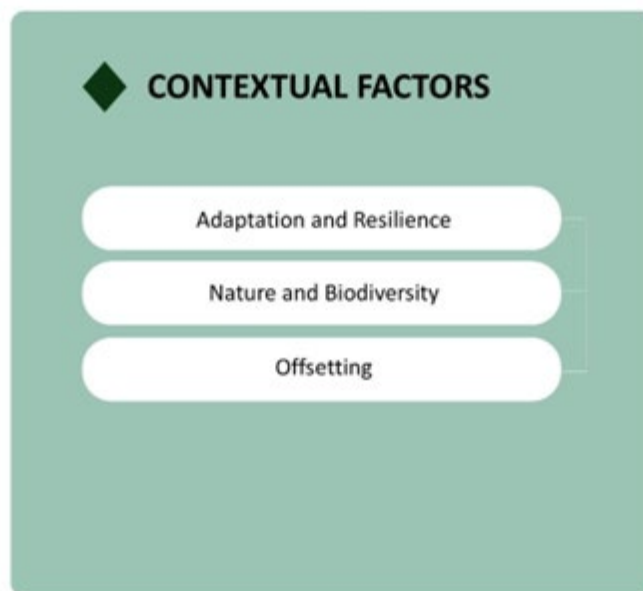 CONTEXTUAL FACTORS
Adaptation and Resilience
Nature and Biodiversity
Offsetting